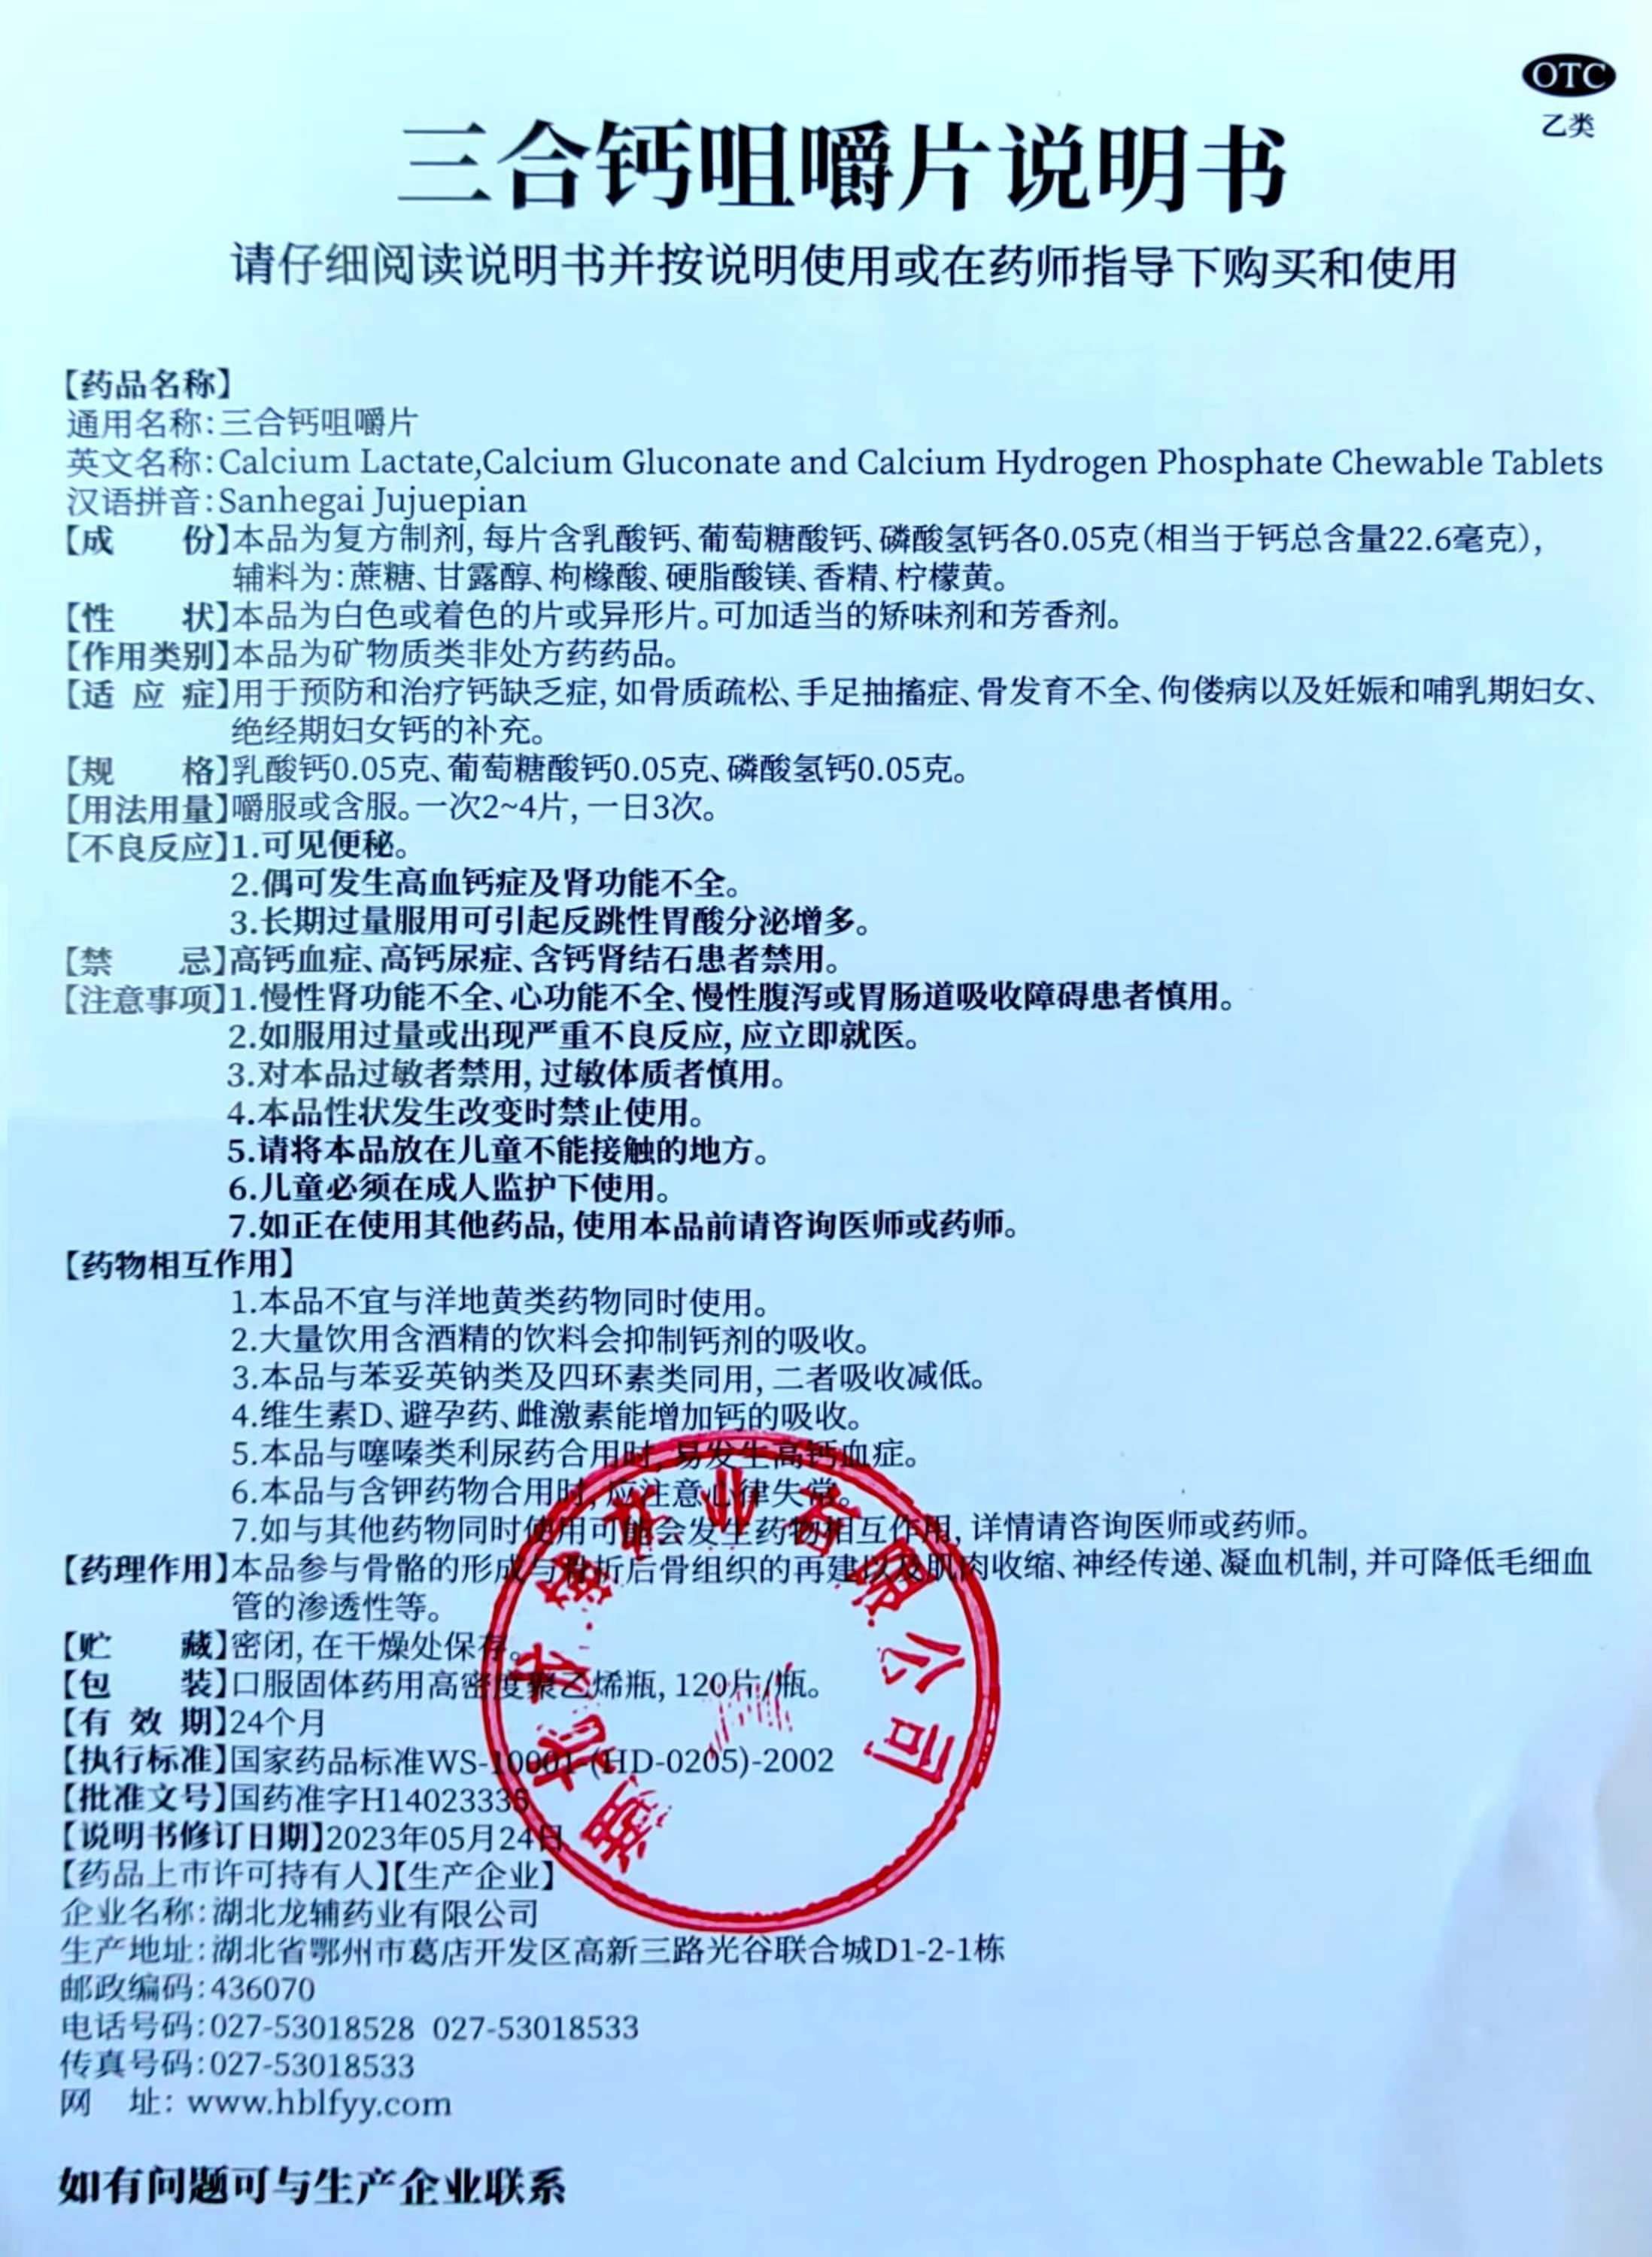 OTC
乙类
三合钙咀嚼片说明书
请仔细阅读说明书并按说明使用或在药师指导下购买和使用
【药品名称】
通用名称:三合钙咀嚼片
英文名称:Calcium Lactate,Calcium Gluconate and Calcium Hydrogen Phosphate Chewable Tablets
汉语拼音:Sanhegai Jujuepian
【成 份】本品为复方制剂,每片含乳酸钙、葡萄糖酸钙、磷酸氢钙各0.05克(相当于钙总含量22.6毫克),
辅料为:蔗糖、甘露醇、枸橼酸、硬脂酸镁、香精、柠檬黄。
【性 状】本品为白色或着色的片或异形片。可加适当的矫味剂和芳香剂。
【作用类别】本品为矿物质类非处方药药品。
【适 应 症】用于预防和治疗钙缺乏症,如骨质疏松、手足抽搐症、骨发育不全、佝偻病以及妊娠和哺乳期妇女、
绝经期妇女钙的补充。
【规 格】乳酸钙0.05克、葡萄糖酸钙0.05克、磷酸氢钙0.05克。
【用法用量】嚼服或含服。一次2~4片,一日3次。
【不良反应】1.可见便秘。
2.偶可发生高血钙症及肾功能不全。
3.长期过量服用可引起反跳性胃酸分泌增多。
【禁 忌】高钙血症、高钙尿症、含钙肾结石患者禁用。
【注意事项】1.慢性肾功能不全、心功能不全、慢性腹泻或胃肠道吸收障碍患者慎用。
2.如服用过量或出现严重不良反应,应立即就医。
3.对本品过敏者禁用,过敏体质者慎用。
4.本品性状发生改变时禁止使用。
5.请将本品放在儿童不能接触的地方。
6.儿童必须在成人监护下使用。
7.如正在使用其他药品,使用本品前请咨询医师或药师。
【药物相互作用】
1.本品不宜与洋地黄类药物同时使用。
2.大量饮用含酒精的饮料会抑制钙剂的吸收。
3.本品与苯妥英钠类及四环素类同用,二者吸收减低。
4.维生素D、避孕药、雌激素能增加钙的吸收。
5.本品与噻嗪类利尿药合用时,易发生高钙血症。
6.本品与含钾药物合用时,应注意心律失常。
7.如与其他药物同时使用可能会发生药物相互作用,详情请咨询医师或药师。
【药理作用】本品参与骨骼的形成与骨折后骨组织的再建以及肌肉收缩、神经传递、凝血机制,并可降低毛细血
管的渗透性等。
【贮 藏】密闭,在干燥处保存。
【包 装】口服固体药用高密度聚乙烯瓶,120片/瓶。
【有 效 期】24个月
【执行标准】国家药品标准WS-10001-(HD-0205)-2002
【批准文号】国药准字H14023335
【说明书修订日期】2023年05月24日
【药品上市许可持有人】【生产企业】
企业名称:湖北龙辅药业有限公司
生产地址:湖北省鄂州市葛店开发区高新三路光谷联合城D1-2-1栋
邮政编码:436070
电话号码:027-53018528 027-53018533
传真号码:027-53018533
网 址: www.hblfyy.com
如有问题可与生产企业联系
湖北龙辅药业有限公司